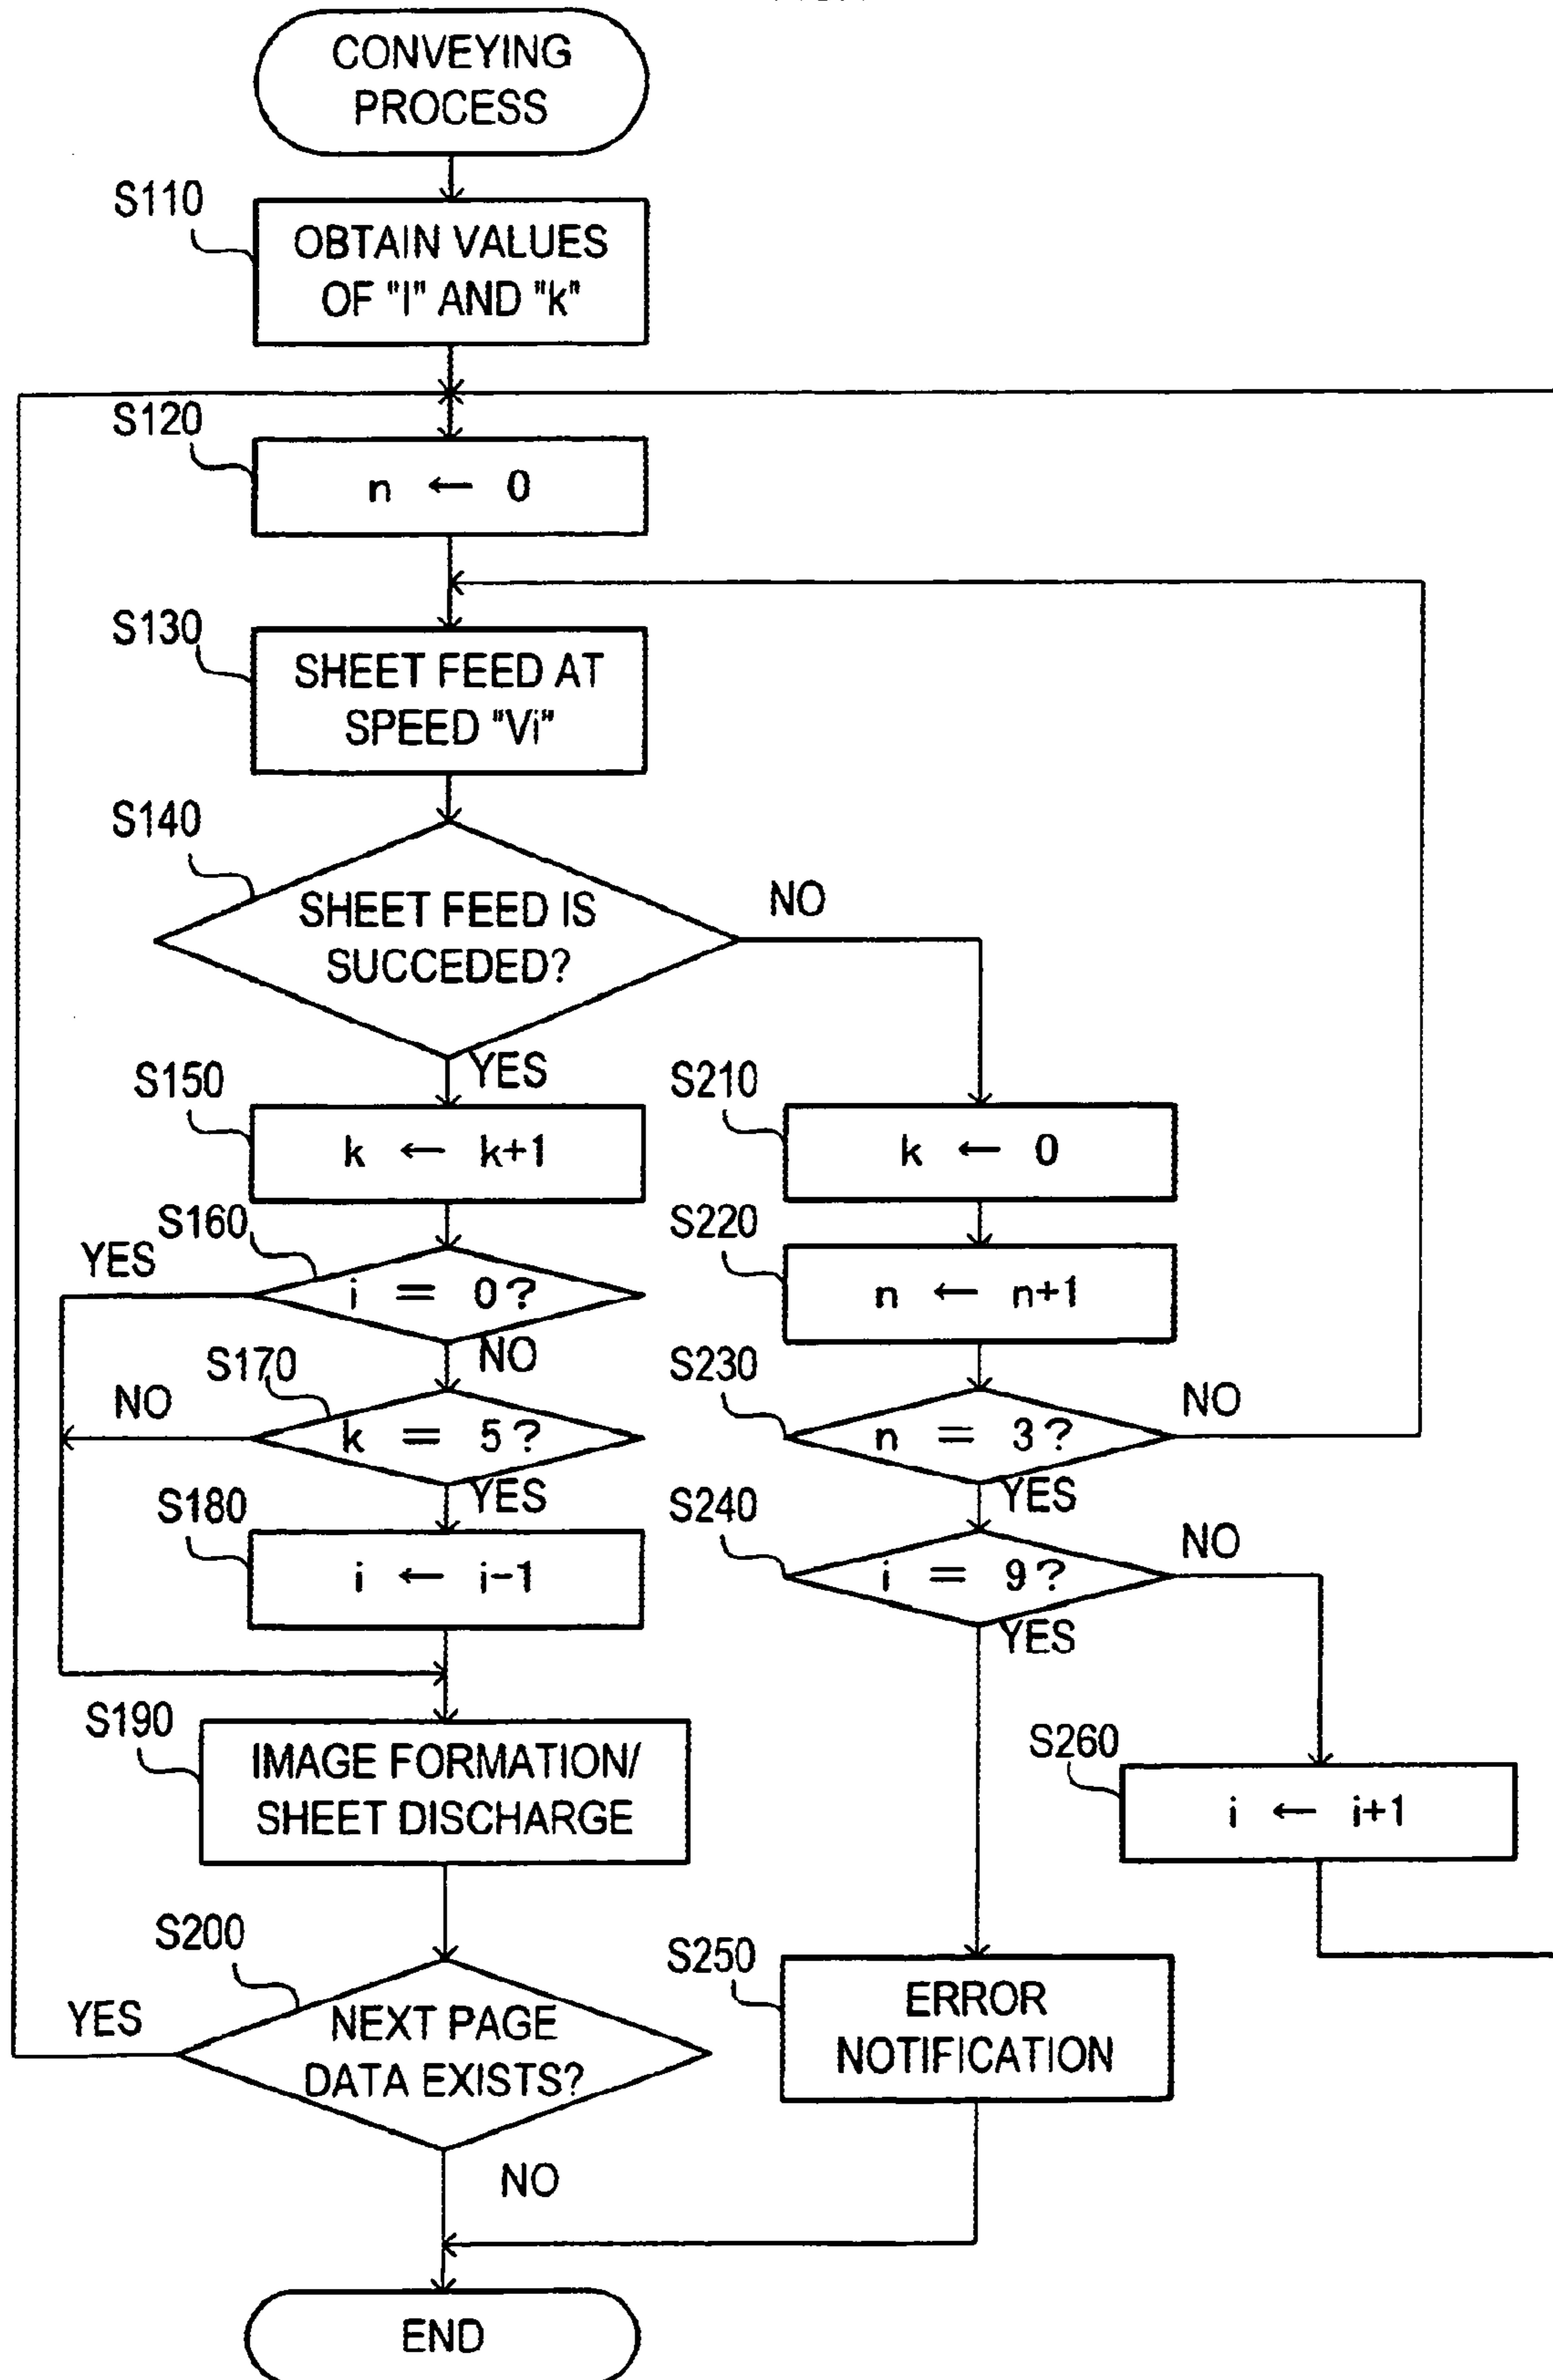 CONVEYING
PROCESS
S110
OBTAIN VALUES
OF "I" AND "k"
S120
n ← 0
S130
SHEET FEED AT
SPEED "Vi"
S140
SHEET FEED IS
SUCCEDED?
NO
YES
S150
k ← k+1
S210
k ← 0
S160
YES
i = 0?
NO
S220
n ← n+1
S170
NO
k = 5?
YES
S230
n = 3?
NO
YES
S180
i ← i-1
S240
i = 9?
NO
YES
S190
IMAGE FORMATION/
SHEET DISCHARGE
S260
i ← i+1
S200
YES
NEXT PAGE
DATA EXISTS?
NO
S250
ERROR
NOTIFICATION
END